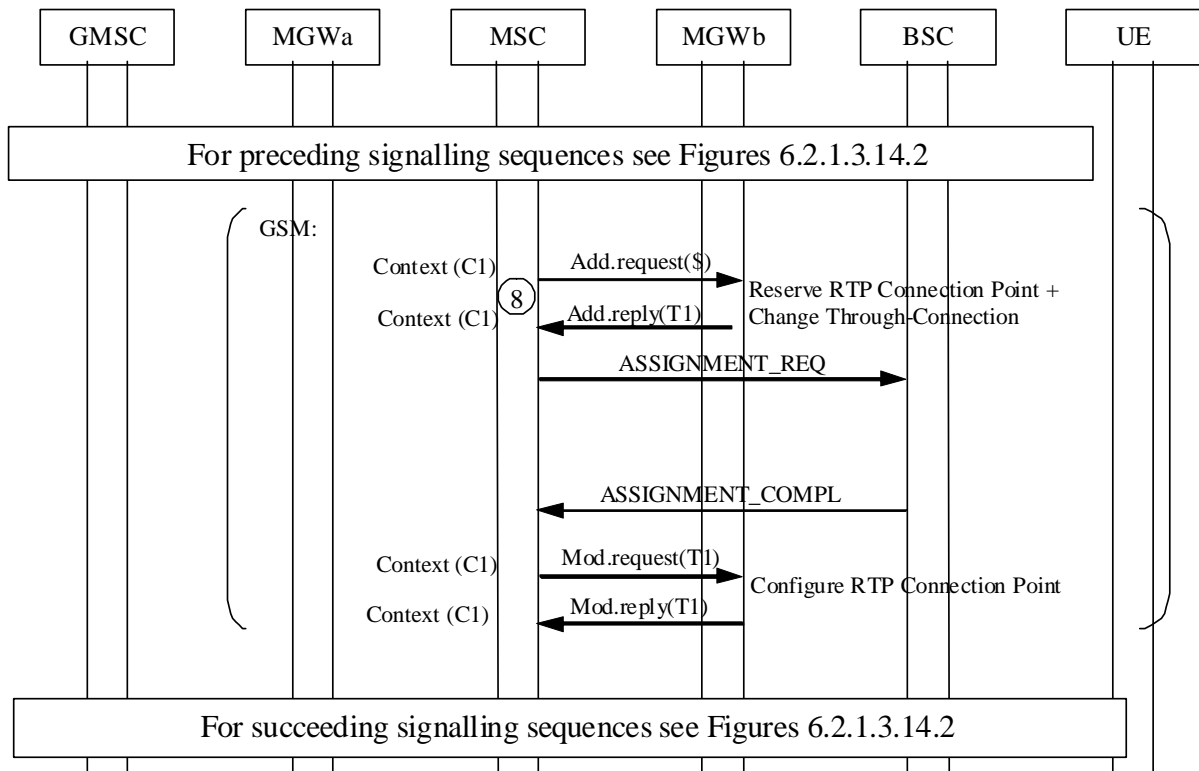 GMSC MGWa MSC MGWb BSC UE
For preceding signalling sequences see Figures 6.2.1.3.14.2
GSM:
Context (C1) Add.request($)
8
Reserve RTP Connection Point +
Change Through-Connection
Context (C1) Add.reply(T1)
ASSIGNMENT_REQ
ASSIGNMENT_COMPL
Context (C1) Mod.request(T1)
Configure RTP Connection Point
Context (C1) Mod.reply(T1)
For succeeding signalling sequences see Figures 6.2.1.3.14.2